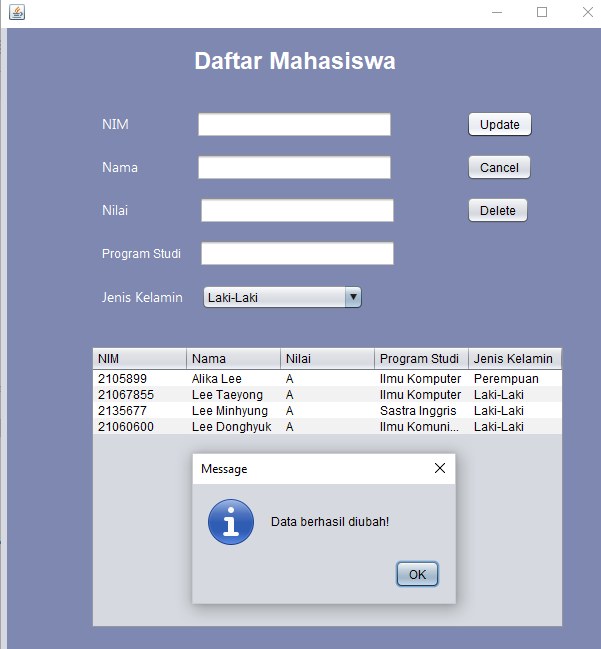 Daftar Mahasiswa
NIM Update
Nama Cancel
Nilai Delete
Program Studi
Jenis Kelamin Laki-Laki
NIM Nama Nilai Program Studi Jenis Kelamin
2105899 Alika Lee A Ilmu Komputer Perempuan
21067855 Lee Taeyong A Ilmu Komputer Laki-Laki
2135677 Lee Minhyung A Sastra Inggris Laki-Laki
21060600 Lee Donghyuk A Ilmu Komuni... Laki-Laki
Message
Data berhasil diubah!
OK